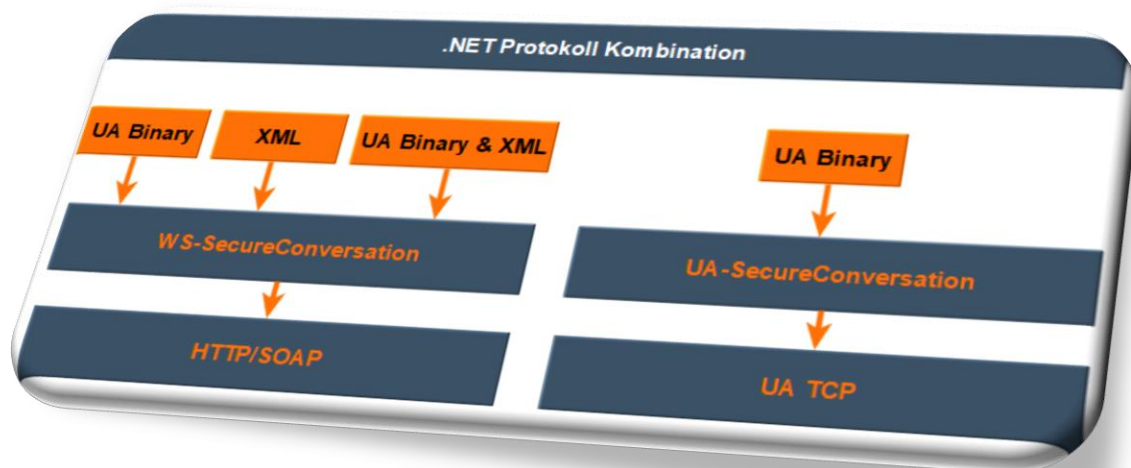 .NET Protokoll Kombination
UA Binary
XML
UA Binary & XML
UA Binary
WS-SecureConversation
UA-SecureConversation
HTTP/SOAP
UA TCP